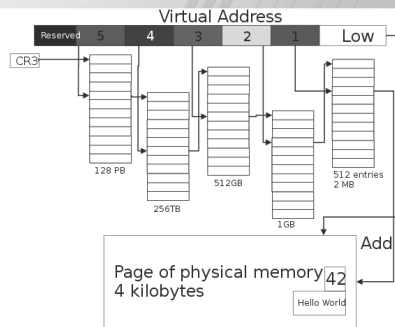 Virtual Address
Reserved 5 4 3 2 1 Low
CR3
128 PB
256TB
512GB
1GB
512 entries
2 MB
Add
Page of physical memory 42
4 kilobytes
Hello World